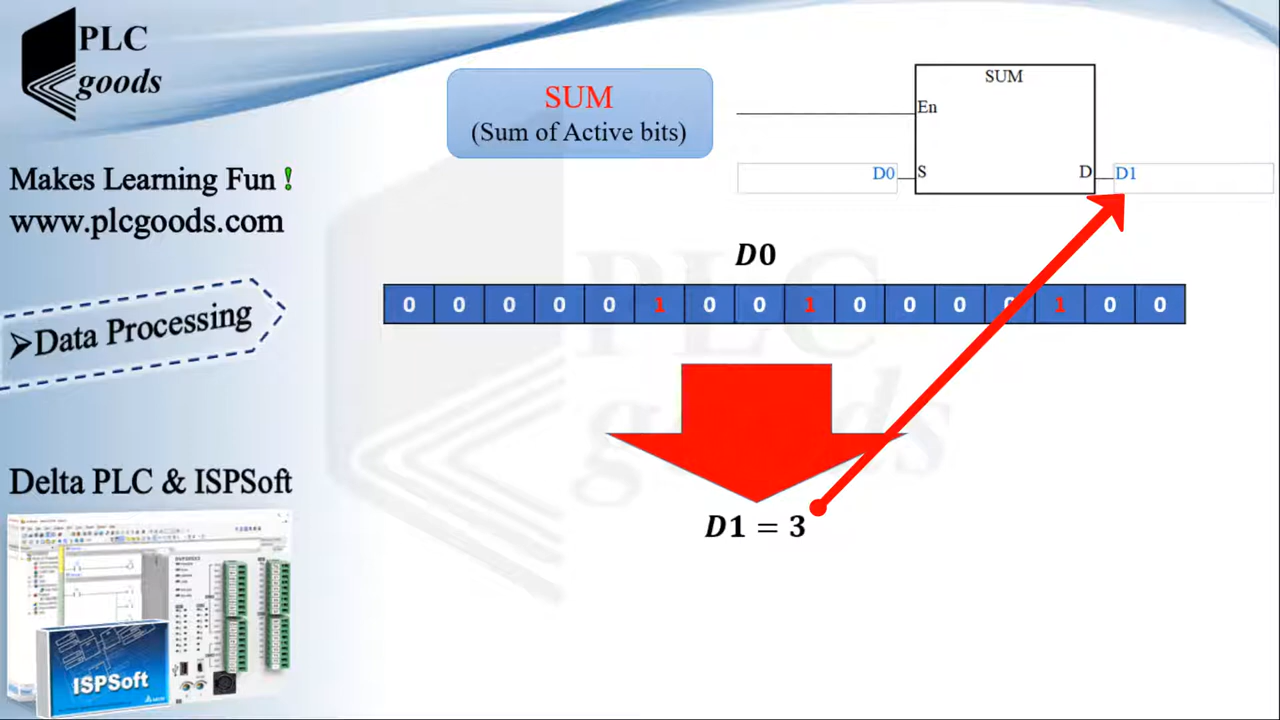 PLC
goods
Makes Learning Fun !
www.plcgoods.com
➢Data Processing
Delta PLC & ISPSoft
ISPSoft
SUM
(Sum of Active bits)
SUM
En
D0 S D D1
D0
0 0 0 0 0 1 0 0 1 0 0 0 0 1 0 0
D1 = 3
PLC
goods